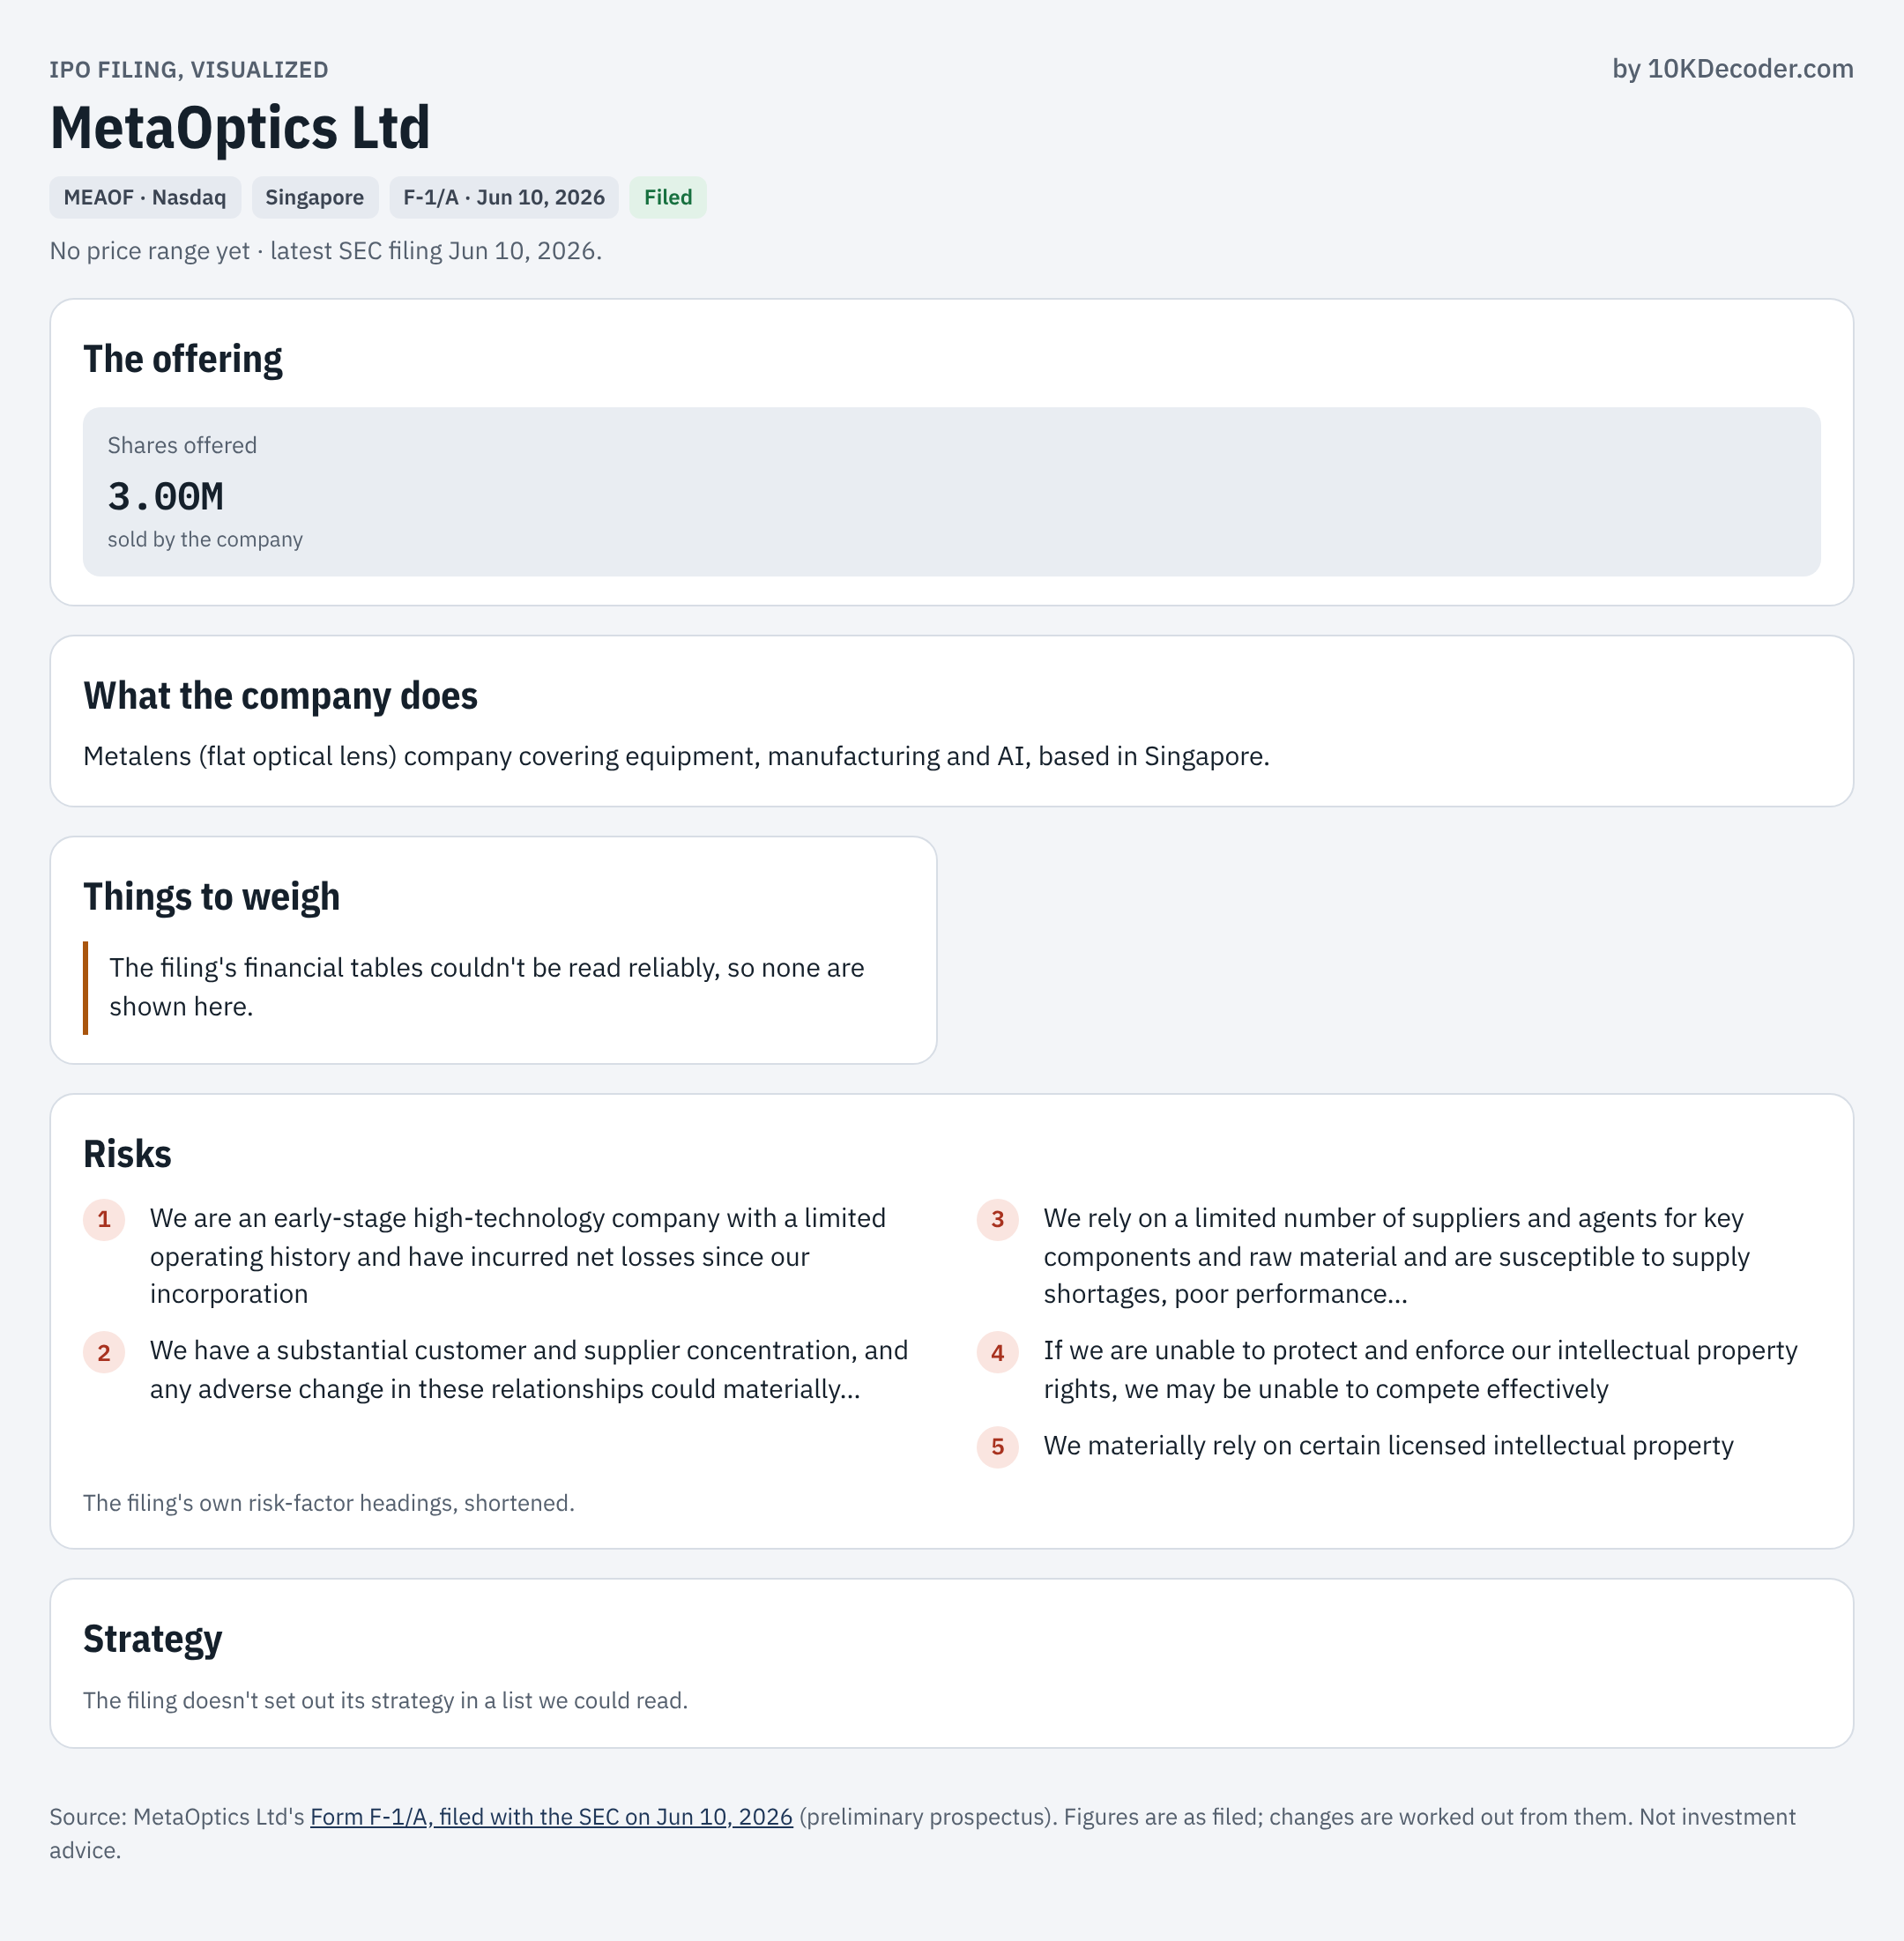 IPO FILING, VISUALIZED
by 10KDecoder.com
MetaOptics Ltd
MEAOF · Nasdaq
Singapore
F-1/A · Jun 10, 2026
Filed
No price range yet · latest SEC filing Jun 10, 2026.
The offering
Shares offered
3.00M
sold by the company
What the company does
Metalens (flat optical lens) company covering equipment, manufacturing and AI, based in Singapore.
Things to weigh
The filing's financial tables couldn't be read reliably, so none are
shown here.
Risks
1
We are an early-stage high-technology company with a limited
operating history and have incurred net losses since our
incorporation
2
We have a substantial customer and supplier concentration, and
any adverse change in these relationships could materially…
3
We rely on a limited number of suppliers and agents for key
components and raw material and are susceptible to supply
shortages, poor performance…
4
If we are unable to protect and enforce our intellectual property
rights, we may be unable to compete effectively
5
We materially rely on certain licensed intellectual property
The filing's own risk-factor headings, shortened.
Strategy
The filing doesn't set out its strategy in a list we could read.
Source: MetaOptics Ltd's Form F-1/A, filed with the SEC on Jun 10, 2026 (preliminary prospectus). Figures are as filed; changes are worked out from them. Not investment
advice.